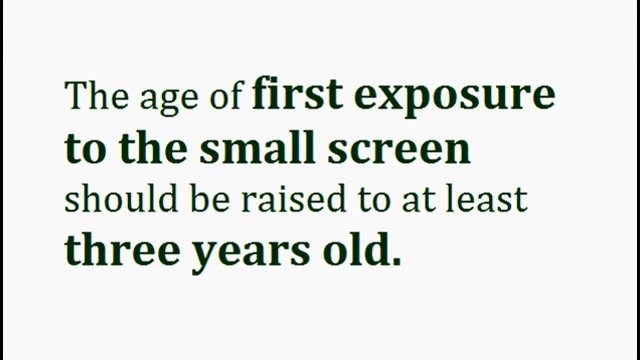 The age of first exposure
to the small screen
should be raised to at least
three years old.